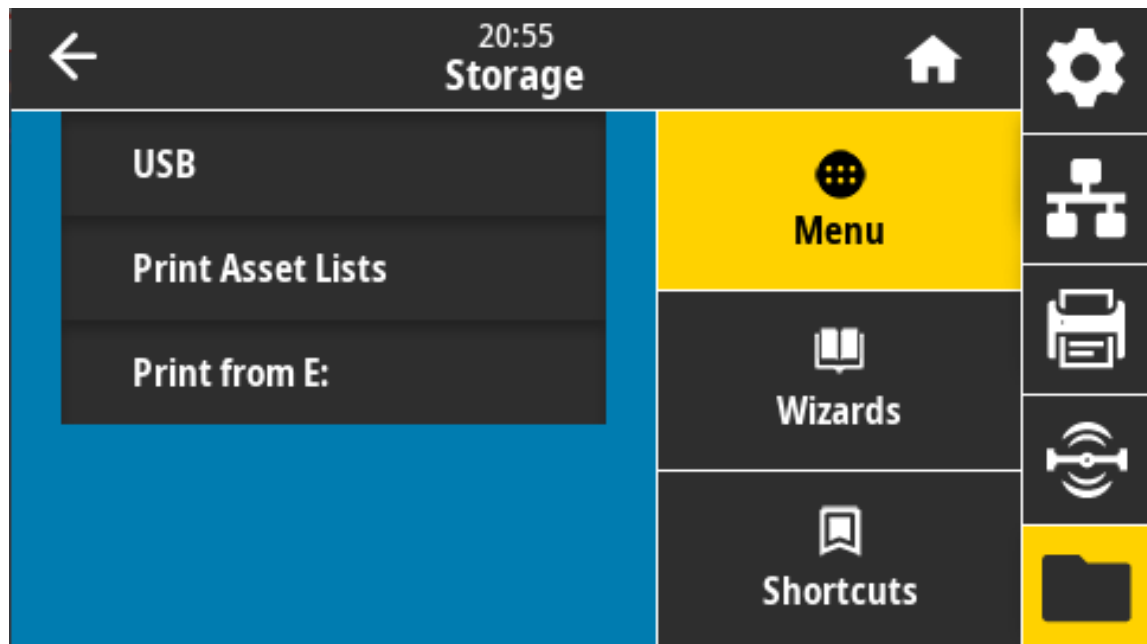 20:55
Storage
USB
Print Asset Lists
Print from E:
Menu
Wizards
Shortcuts